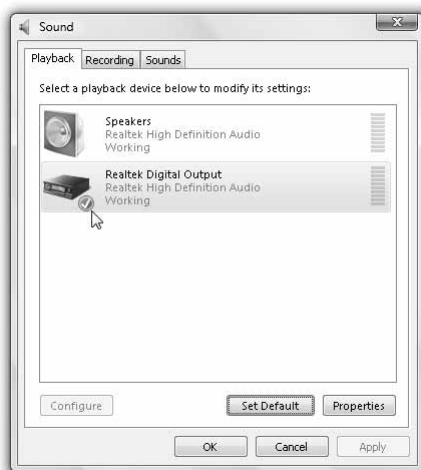 Sound
Playback Recording Sounds
Select a playback device below to modify its settings:
Speakers
Realtek High Definition Audio
Working
Realtek Digital Output
Realtek High Definition Audio
Working
Configure Set Default Properties
OK Cancel Apply